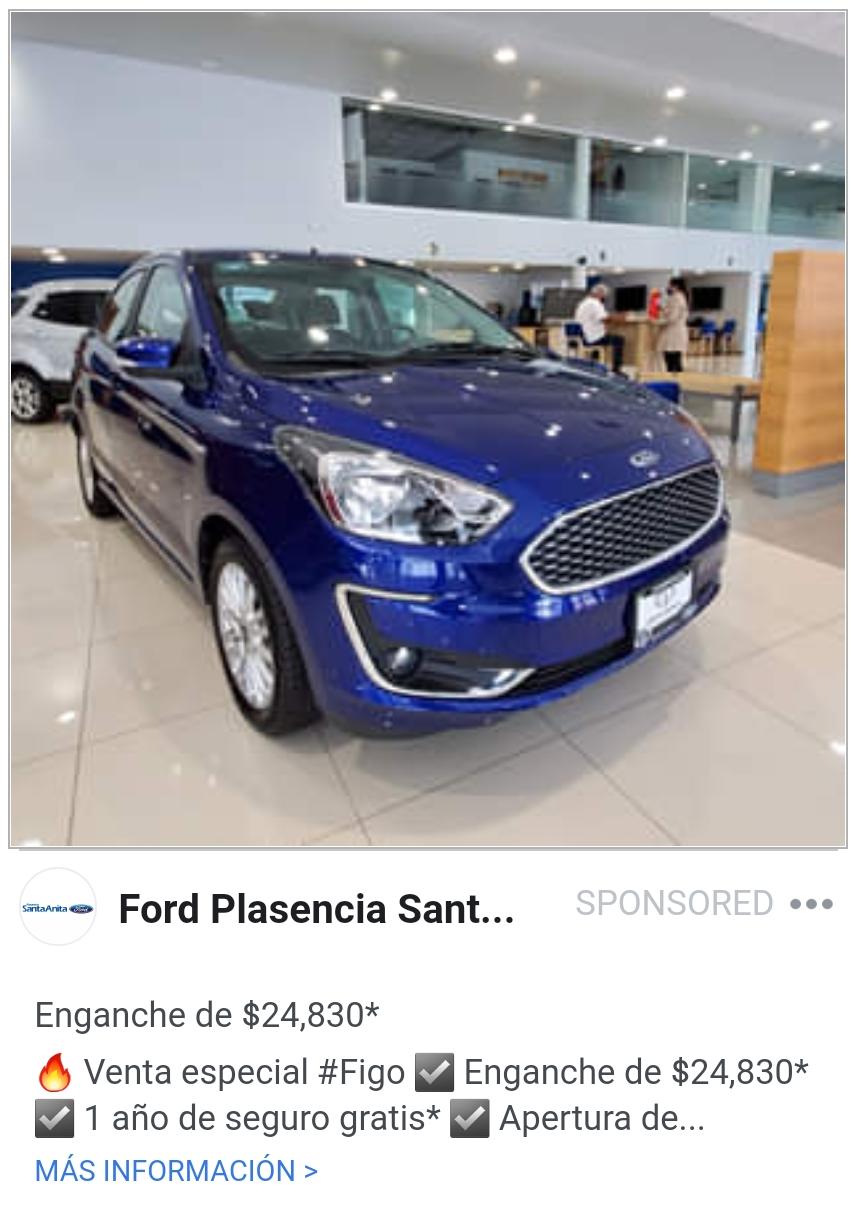 SantaAnita Ford
Ford Plasencia Sant...
SPONSORED
Enganche de $24,830*
🔥 Venta especial #Figo ☑ Enganche de $24,830*
☑ 1 año de seguro gratis* ☑ Apertura de...
MÁS INFORMACIÓN >